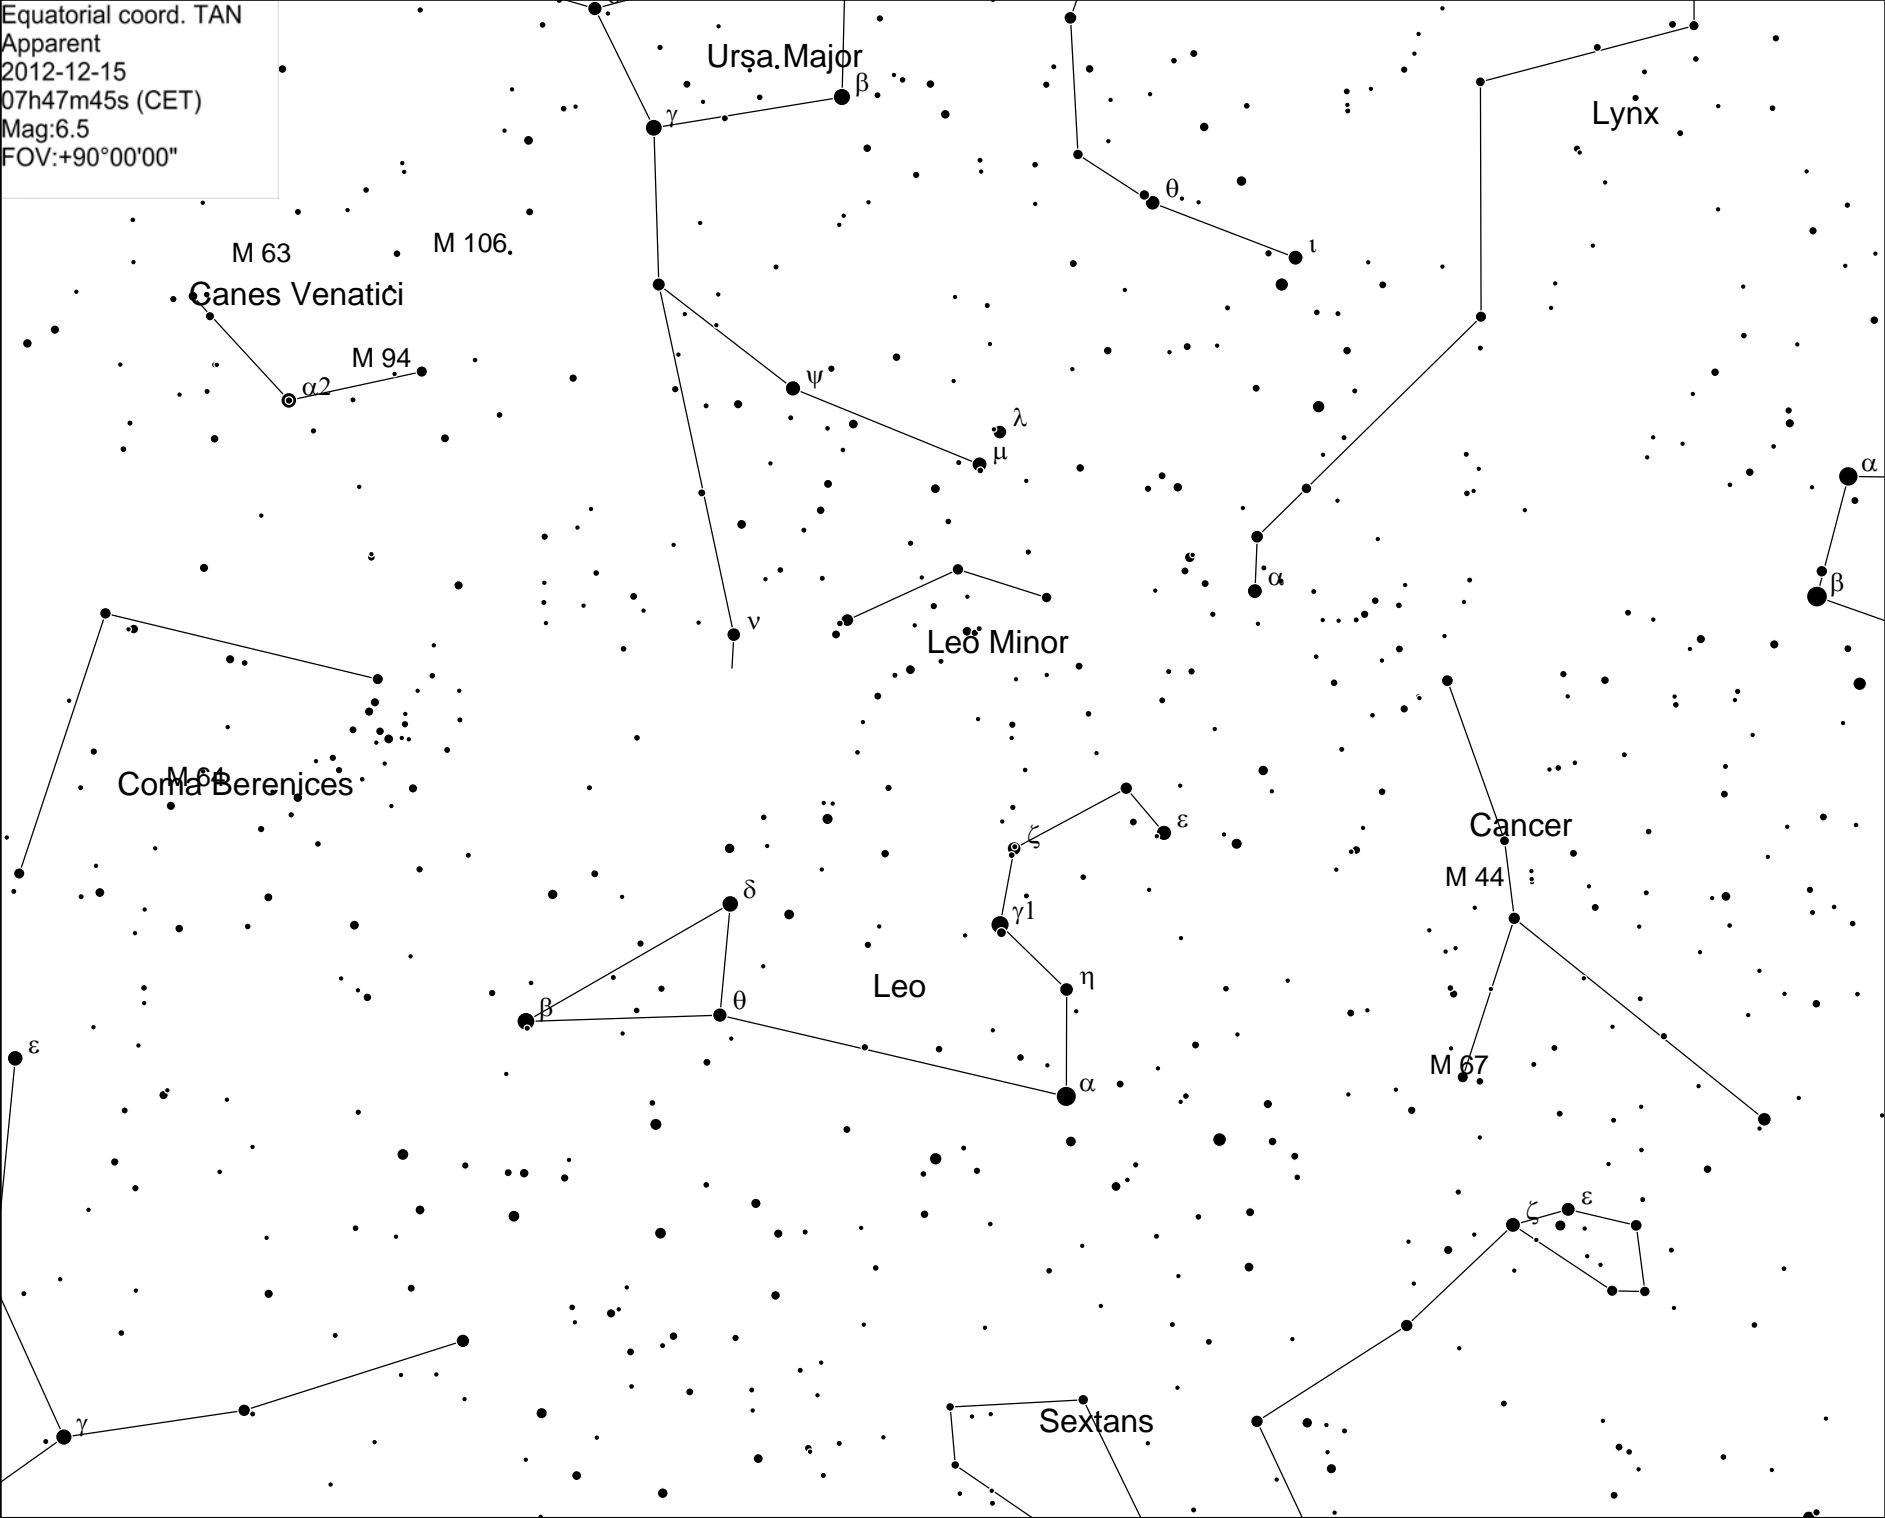 Equatorial coord. TAN
Apparent
2012-12-15
07h47m45s (CET)
Mag:6.5
FOV:+90°00'00"
Ursa Major
β
γ
Lynx
θ
M 106
M 63
ι
Canes Venatici
M 94
α2
ψ
λ
μ
α
α
β
ν
Leo Minor
M 64
Coma Berenices
ε
ζ
Cancer
M 44
δ
γ1
η
Leo
β
θ
ε
M 67
α
ε
ζ
γ
Sextans